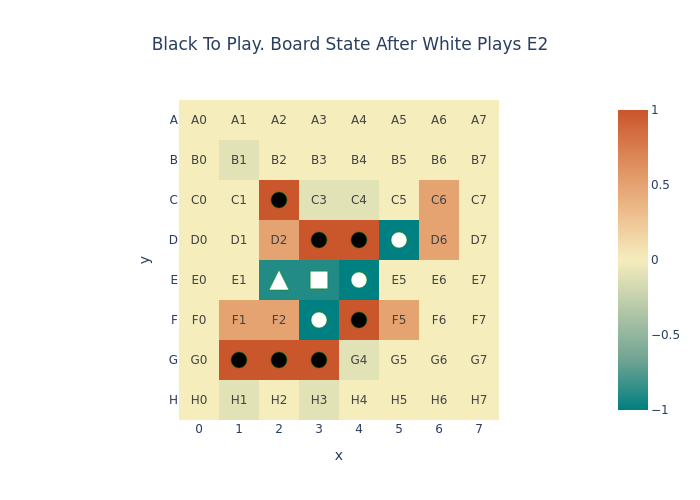 Black To Play. Board State After White Plays E2
A A0 A1 A2 A3 A4 A5 A6 A7
B B0 B1 B2 B3 B4 B5 B6 B7
C C0 C1 C3 C4 C5 C6 C7
D D0 D1 D2 D6 D7
E E0 E1 E5 E6 E7
F F0 F1 F2 F5 F6 F7
G G0 G4 G5 G6 G7
H H0 H1 H2 H3 H4 H5 H6 H7
0 1 2 3 4 5 6 7
x
y
1
0.5
0
−0.5
−1